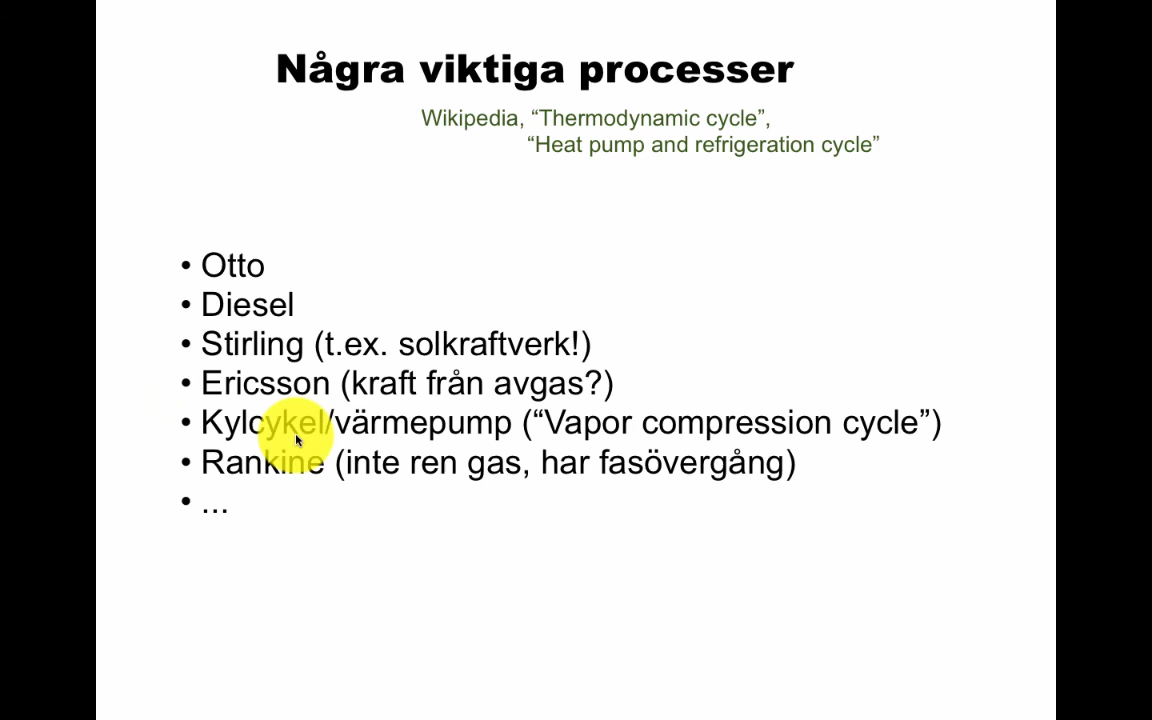 Några viktiga processer
Wikipedia, “Thermodynamic cycle”,
“Heat pump and refrigeration cycle”
• Otto
• Diesel
• Stirling (t.ex. solkraftverk!)
• Ericsson (kraft från avgas?)
• Kylcykel/värmepump (“Vapor compression cycle”)
• Rankine (inte ren gas, har fasövergång)
• ...